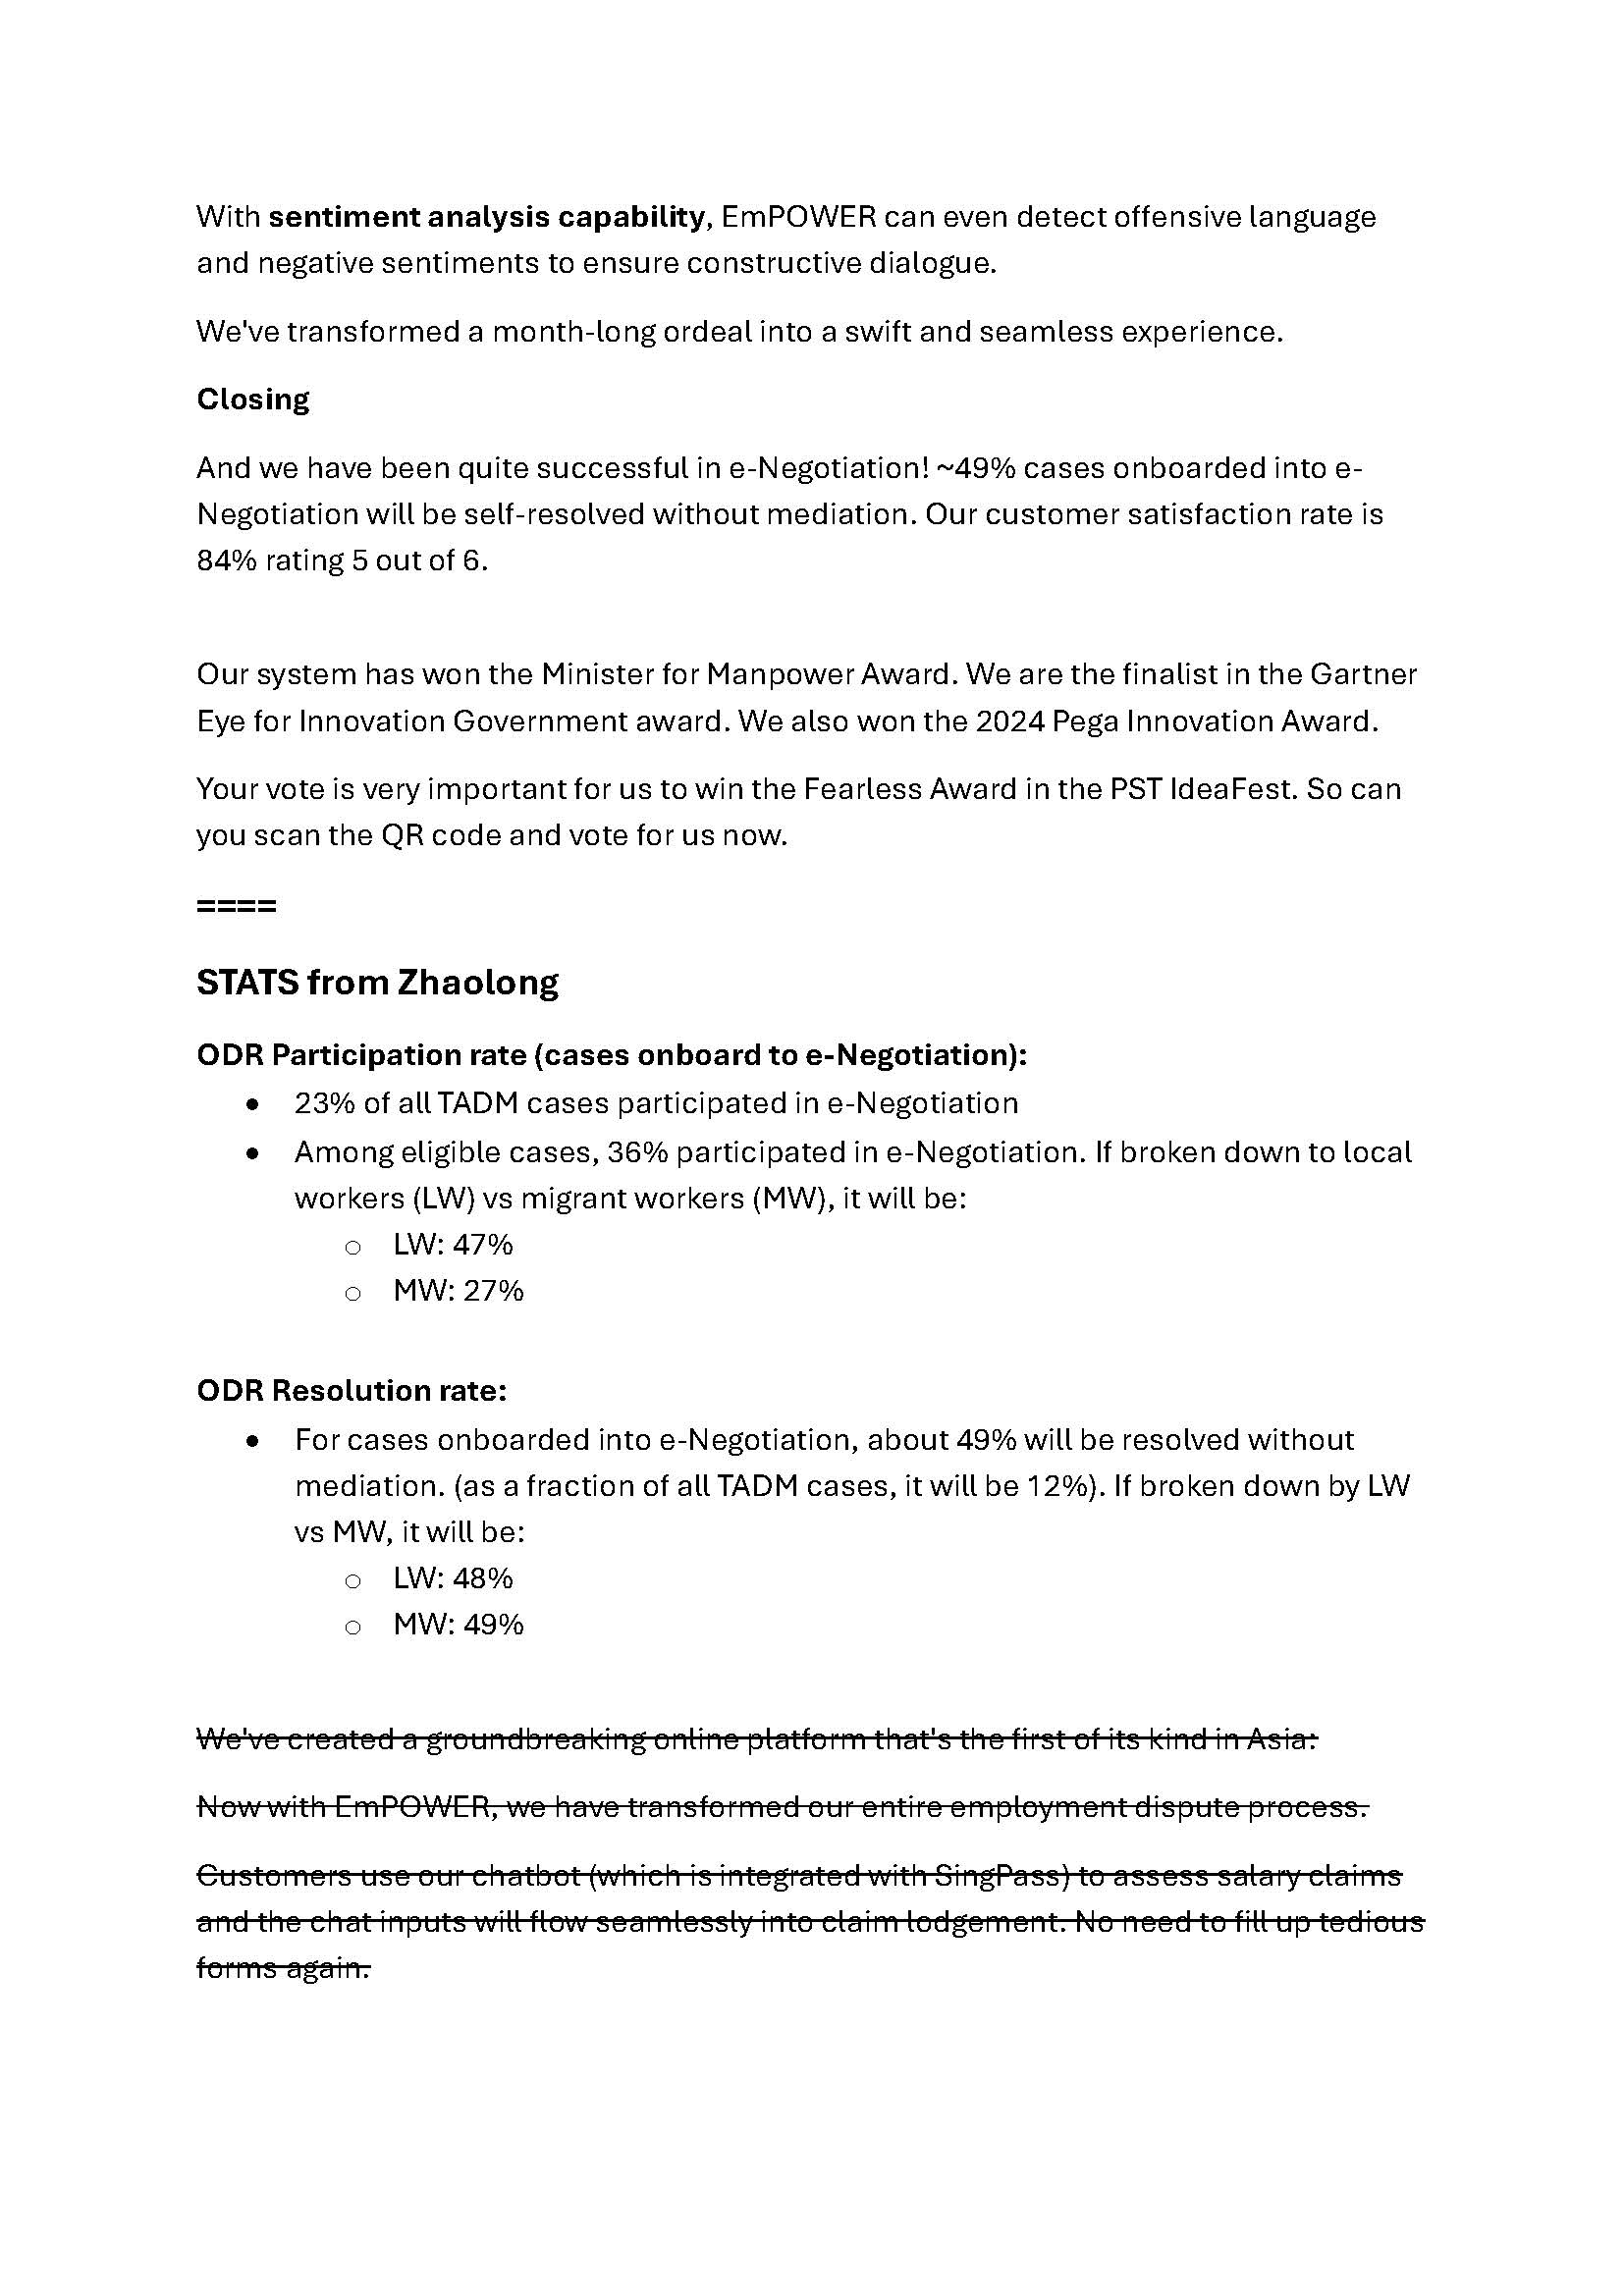 With sentiment analysis capability, EmPOWER can even detect offensive language
and negative sentiments to ensure constructive dialogue.
We've transformed a month-long ordeal into a swift and seamless experience.
Closing
And we have been quite successful in e-Negotiation! ~49% cases onboarded into e-
Negotiation will be self-resolved without mediation. Our customer satisfaction rate is
84% rating 5 out of 6.
Our system has won the Minister for Manpower Award. We are the finalist in the Gartner
Eye for Innovation Government award. We also won the 2024 Pega Innovation Award.
Your vote is very important for us to win the Fearless Award in the PST IdeaFest. So can
you scan the QR code and vote for us now.
====
STATS from Zhaolong
ODR Participation rate (cases onboard to e-Negotiation):
• 23% of all TADM cases participated in e-Negotiation
• Among eligible cases, 36% participated in e-Negotiation. If broken down to local
workers (LW) vs migrant workers (MW), it will be:
○ LW: 47%
○ MW: 27%
ODR Resolution rate:
• For cases onboarded into e-Negotiation, about 49% will be resolved without
mediation. (as a fraction of all TADM cases, it will be 12%). If broken down by LW
vs MW, it will be:
○ LW: 48%
○ MW: 49%
We've created a groundbreaking online platform that's the first of its kind in Asia:
Now with EmPOWER, we have transformed our entire employment dispute process.
Customers use our chatbot (which is integrated with SingPass) to assess salary claims
and the chat inputs will flow seamlessly into claim lodgement. No need to fill up tedious
forms again.